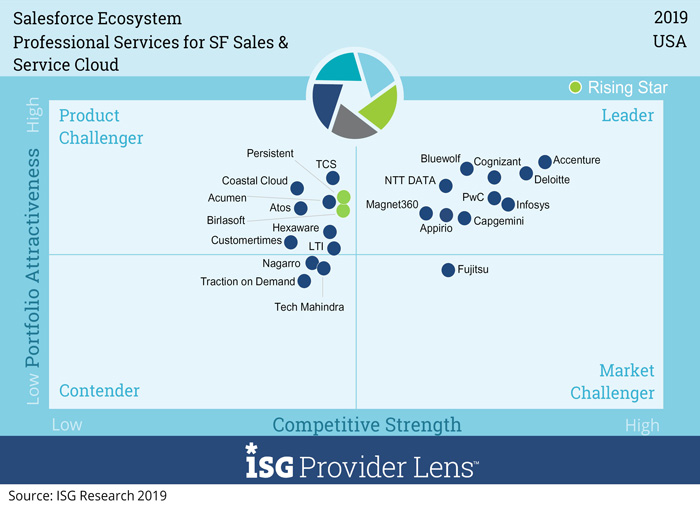 Salesforce Ecosystem
Professional Services for SF Sales &
Service Cloud
2019
USA
Rising Star
High
Portfolio Attractiveness
Low
Product
Challenger
Leader
Persistent
TCS
Coastal Cloud
Acumen
Atos
Birlasoft
Hexaware
Customertimes
LTI
Nagarro
Traction on Demand
Tech Mahindra
Bluewolf
Cognizant
Accenture
NTT DATA
Deloitte
PwC
Magnet360
Infosys
Appirio
Capgemini
Fujitsu
Contender
Market
Challenger
Low
Competitive Strength
High
ISG Provider Lens™
Source: ISG Research 2019